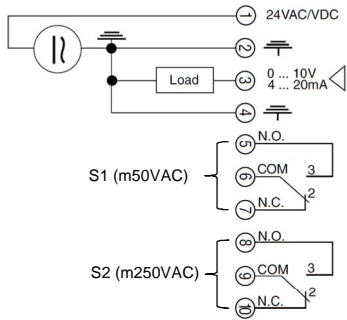 1 24VAC/VDC
2
Load 3 0 ... 10V
4 ... 20mA
4
5 N.O.
S1 (m50VAC) 6 COM 3
2
7 N.C.
8 N.O.
S2 (m250VAC) 9 COM 3
2
10 N.C.